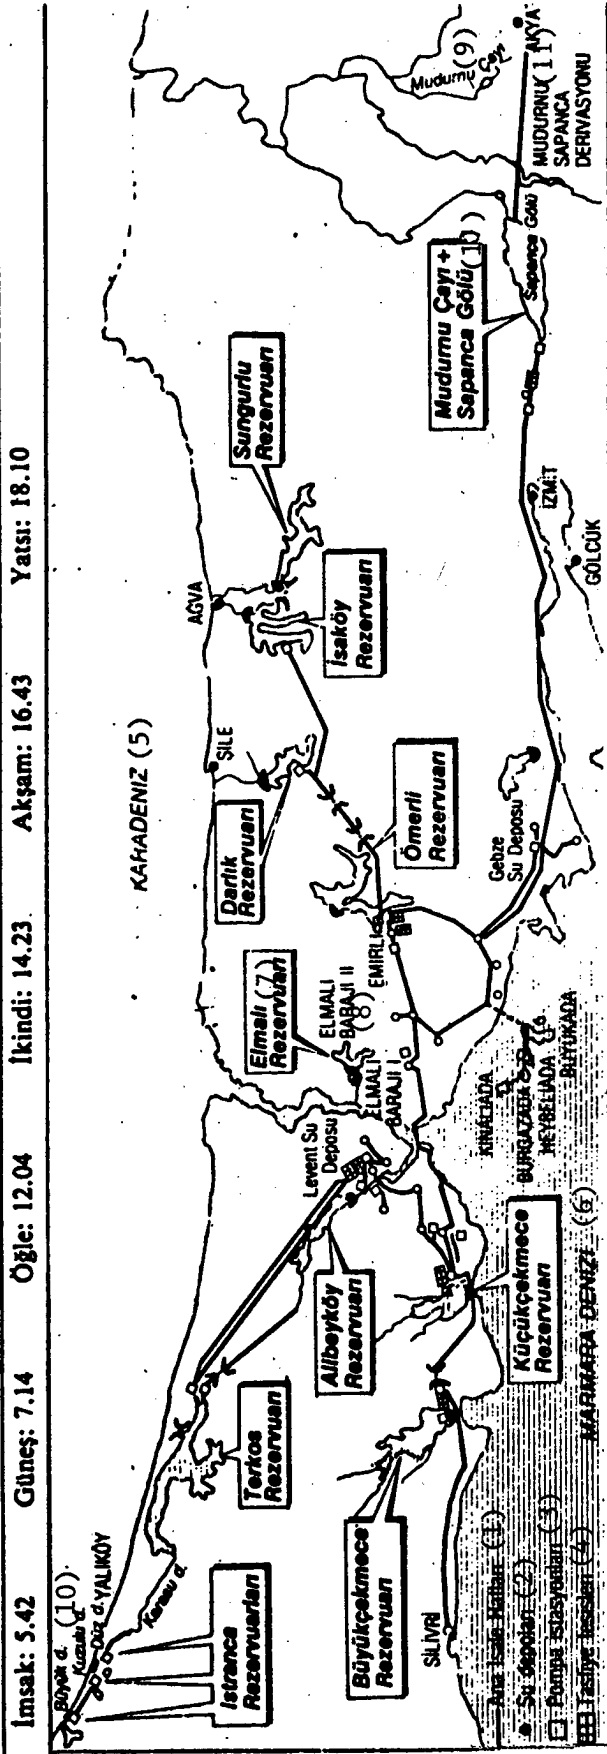 İmsak: 5.42 Güneş: 7.14 Öğle: 12.04 İkindi: 14.23 Akşam: 16.43 Yatsı: 18.10
Büyük d. (10)
Kuzulu d.
Düz d. YALIKÖY
Karasu d.
Istranca
Rezervuarları
Terkos
Rezervuarı
Büyükçekmece
Rezervuarı
SİLİVRİ
Alibeyköy
Rezervuarı
Küçükçekmece
Rezervuarı
Levent Su
Deposu
ELMALI
BARAJI I
ELMALI
BARAJI II
(8)
Elmalı (7)
Rezervuarı
EMİRLİ
KARADENİZ (5)
ŞİLE
Darlık
Rezervuarı
Ömerli
Rezervuarı
AĞVA
İsaköy
Rezervuarı
Sungurlu
Rezervuarı
Gebze
Su Deposu
KINALIADA
BURGAZADA
HEYBELİADA
BÜYÜKADA
İZMİT
GÖLCÜK
Mudurnu Çayı +
Sapanca Gölü (10)
Sapanca Gölü
Mudurnu Çayı
(9)
AKYA
MUDURNU (11)
SAPANCA
DERİVASYONU
MARMARA DENİZİ (6)
Ana İsale Hatları (1)
Su depoları (2)
Pompa istasyonları (3)
Tasfiye tesisleri (4)